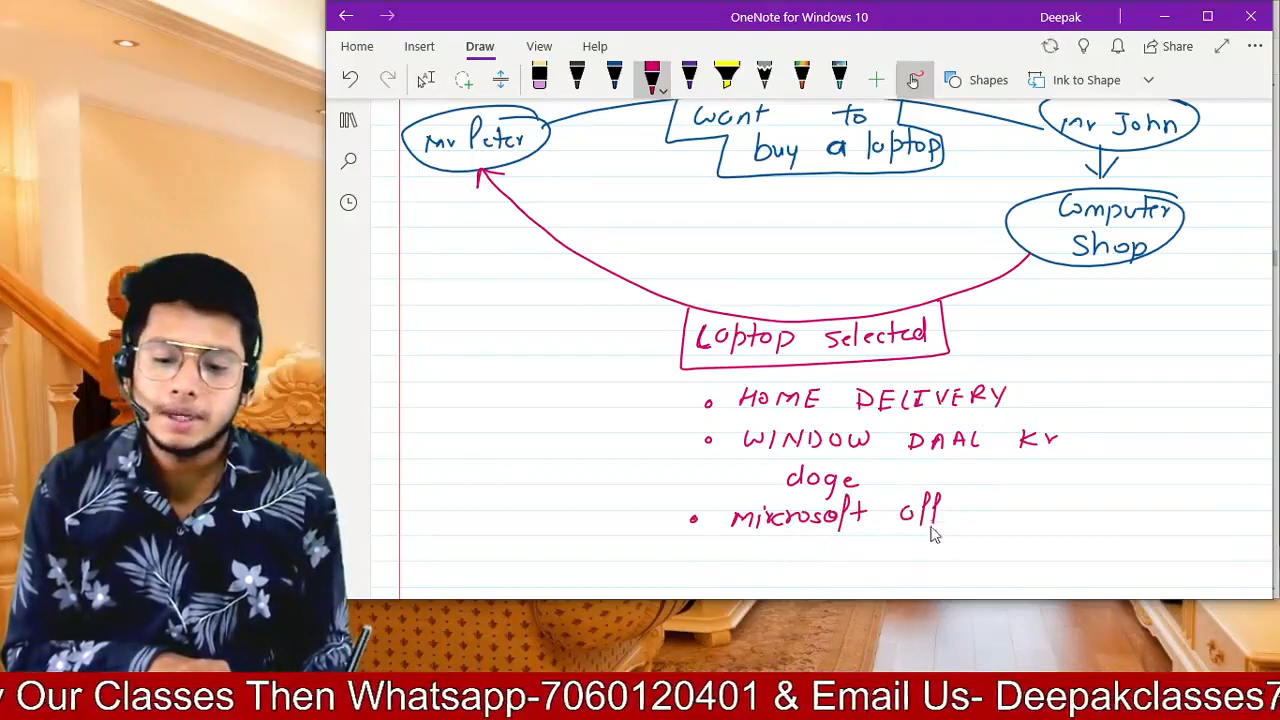 OneNote for Windows 10
Deepak
Home Insert Draw View Help
Share
Shapes
Ink to Shape
Mr Peter
want to
buy a laptop
Mr John
Computer
Shop
Laptop selected
• HOME DELIVERY
• WINDOW DAAL Kr
doge
• mircrosoft off
y Our Classes Then Whatsapp-7060120401 & Email Us- Deepakclasses7